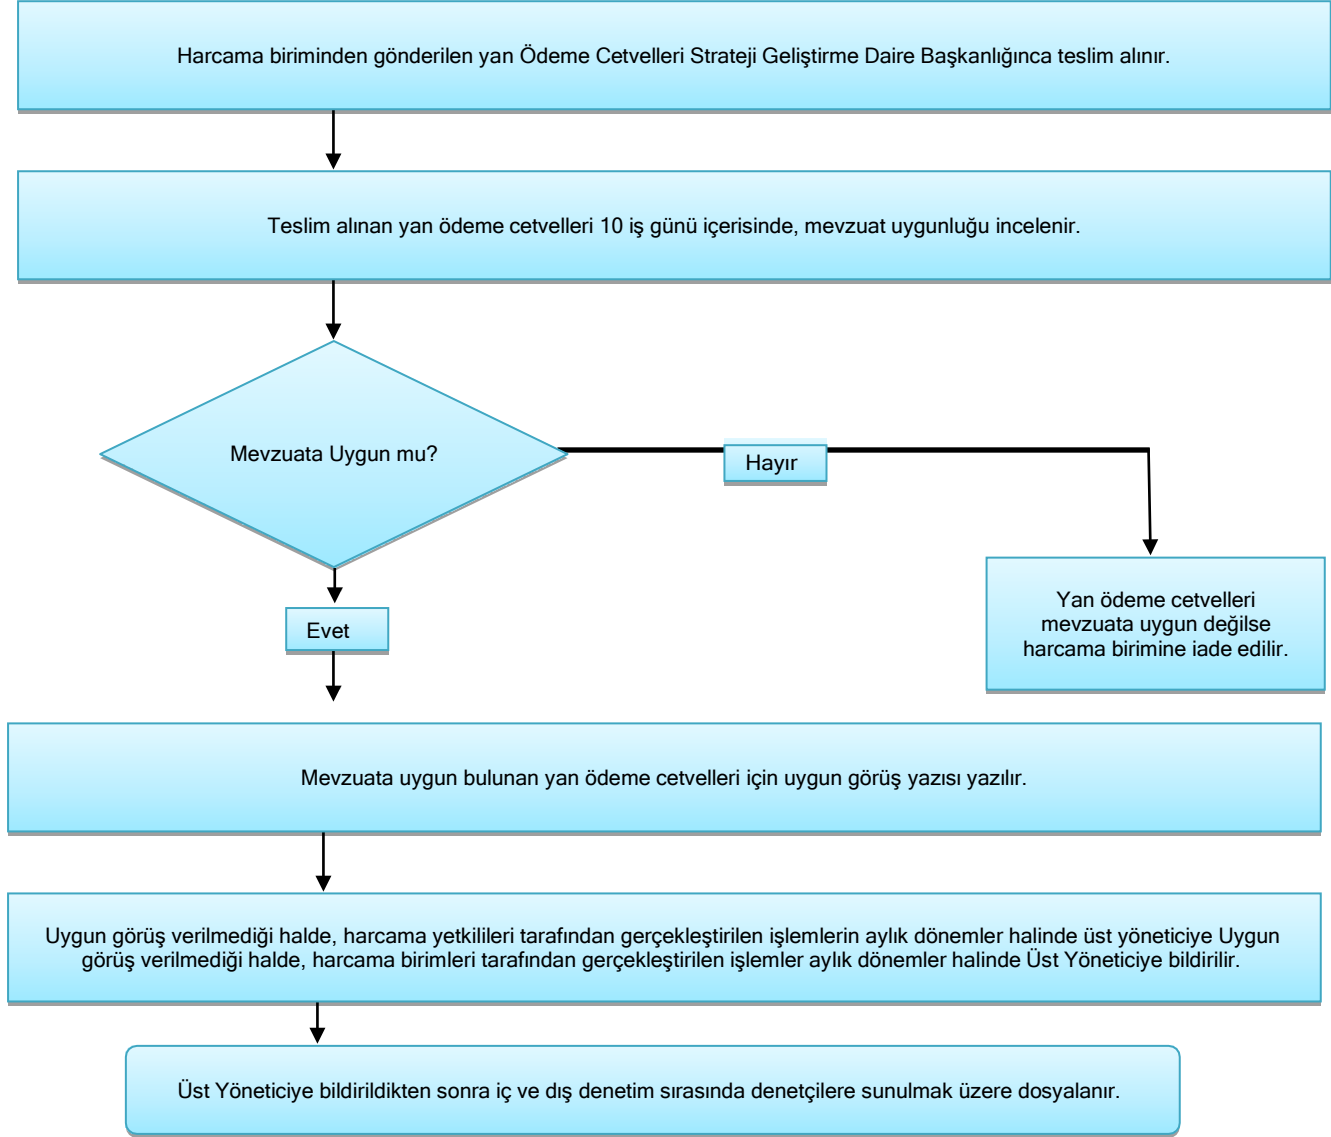 Harcama biriminden gönderilen yan Ödeme Cetvelleri Strateji Geliştirme Daire Başkanlığınca teslim alınır.
Teslim alınan yan ödeme cetvelleri 10 iş günü içerisinde, mevzuat uygunluğu incelenir.
Mevzuata Uygun mu?
Hayır
Evet
Yan ödeme cetvelleri
mevzuata uygun değilse
harcama birimine iade edilir.
Mevzuata uygun bulunan yan ödeme cetvelleri için uygun görüş yazısı yazılır.
Uygun görüş verilmediği halde, harcama yetkilileri tarafından gerçekleştirilen işlemlerin aylık dönemler halinde üst yöneticiye Uygun
görüş verilmediği halde, harcama birimleri tarafından gerçekleştirilen işlemler aylık dönemler halinde Üst Yöneticiye bildirilir.
Üst Yöneticiye bildirildikten sonra iç ve dış denetim sırasında denetçilere sunulmak üzere dosyalanır.